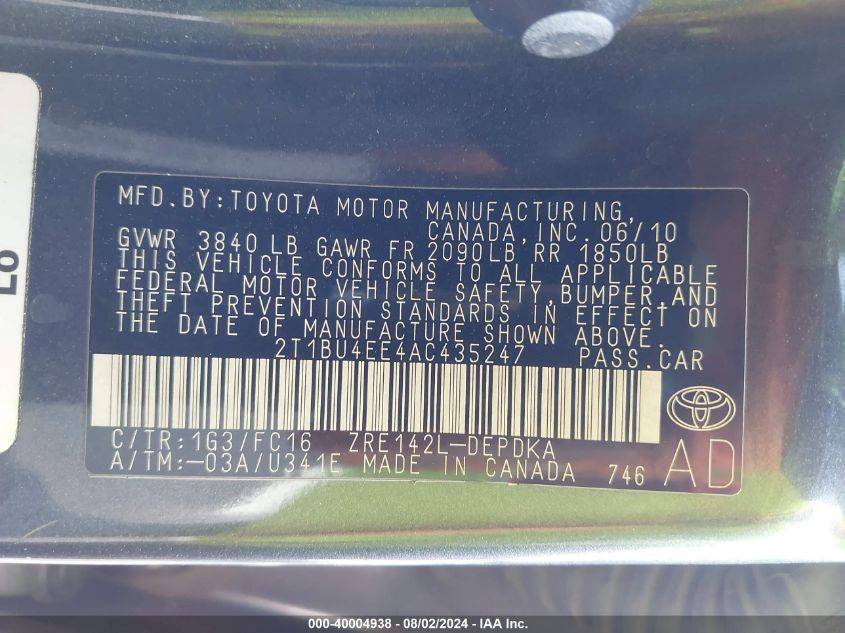 MFD.BY:TOYOTA MOTOR MANUFACTURING,
CANADA,INC. 06/10
GVWR 3840 LB GAWR FR 2090LB, RR 1850LB
THIS VEHICLE CONFORMS TO ALL APPLICABLE
FEDERAL MOTOR VEHICLE SAFETY,BUMPER,AND
THEFT PREVENTION STANDARDS IN EFFECT ON
THE DATE OF MANUFACTURE SHOWN ABOVE.
2T1BU4EE4AC435247 PASS.CAR
C/TR:1G3/FC16 ZRE142L-DEPDKA
A/TM:-03A/U341E MADE IN CANADA 746
AD
000-40004938 - 08/02/2024 - IAA Inc.